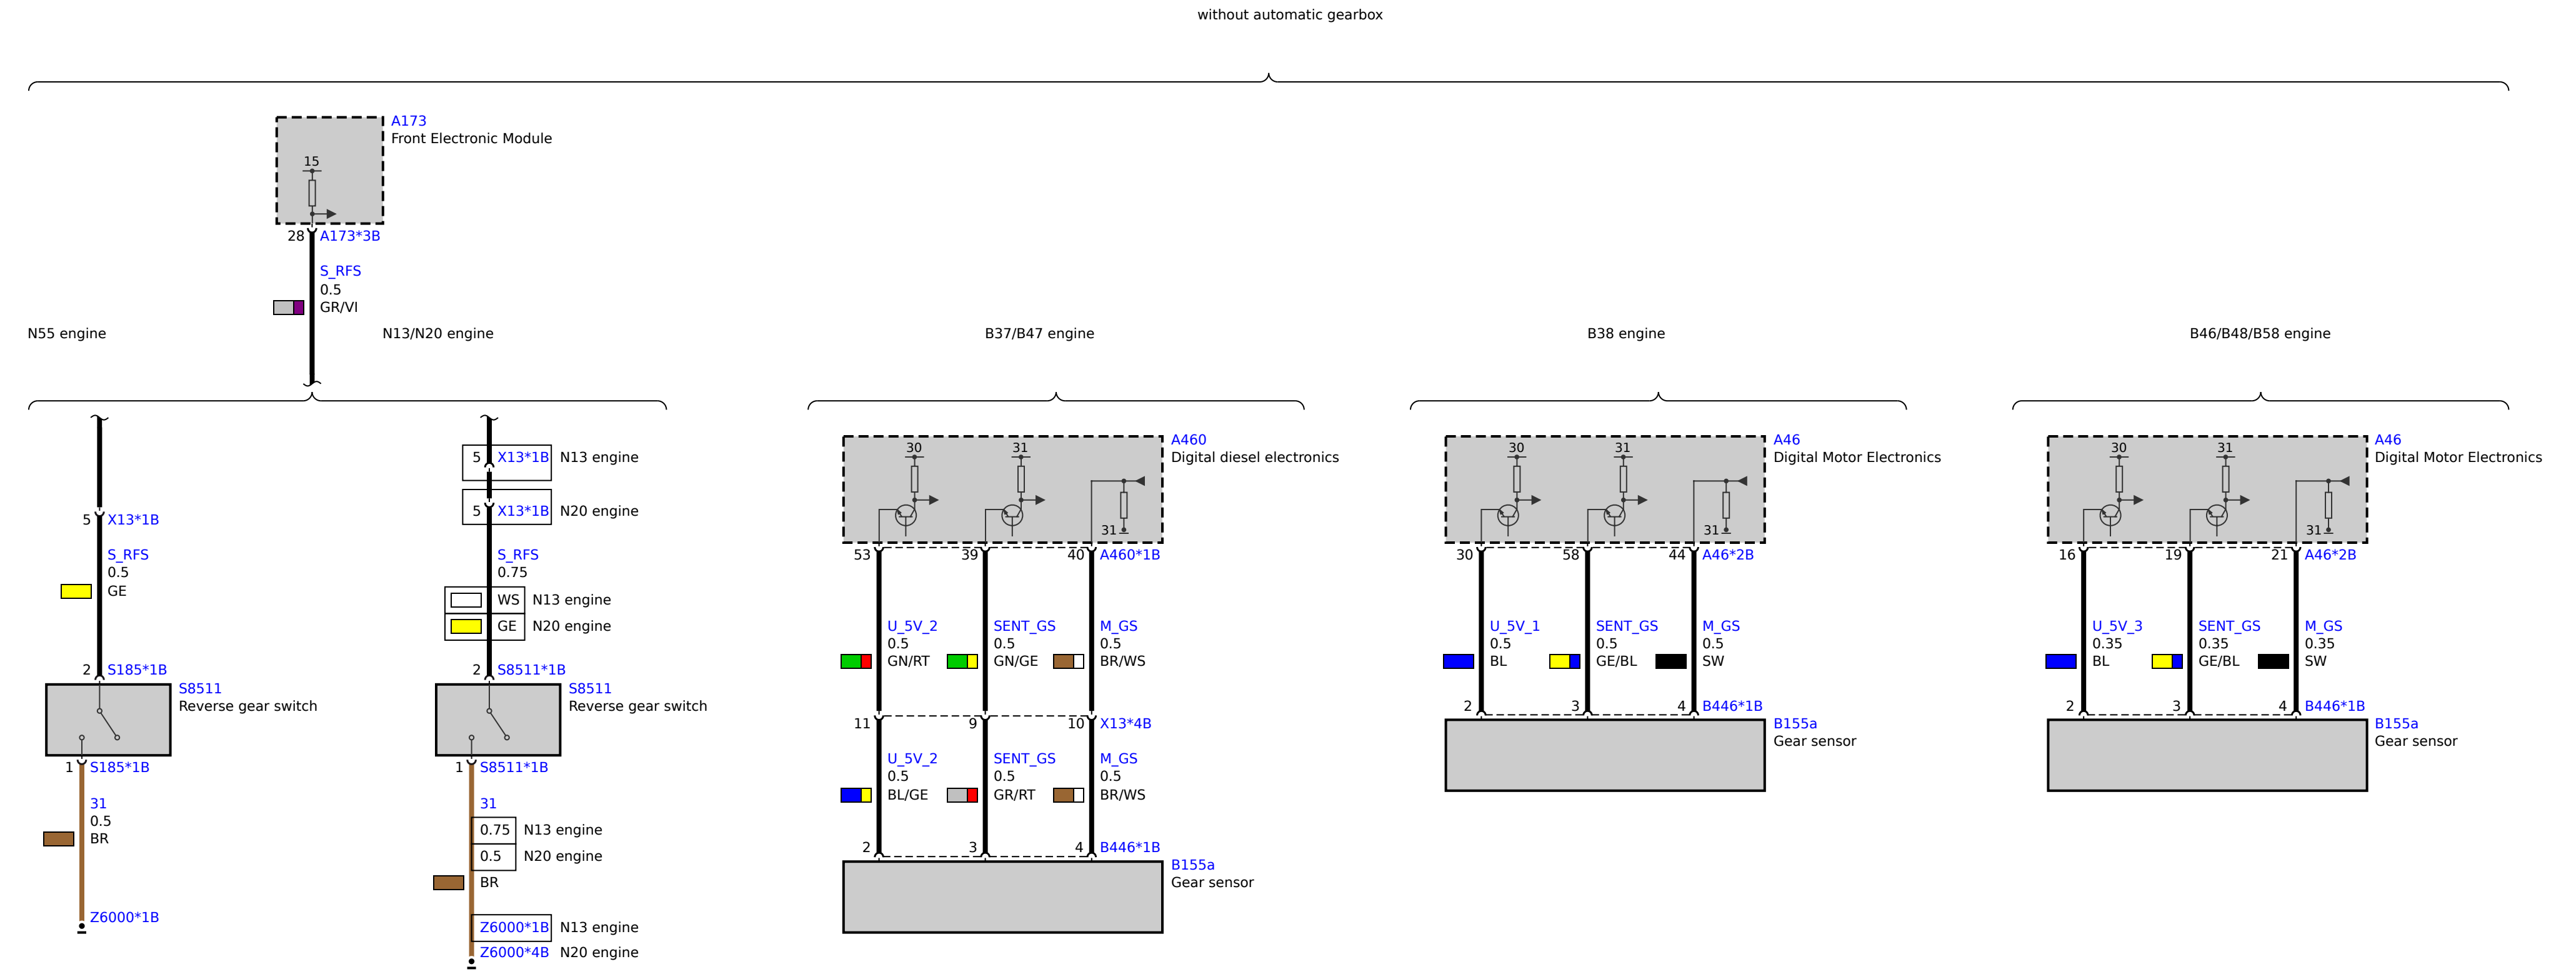 without automatic gearbox
A173
Front Electronic Module
15
28 A173*3B
S_RFS
0.5
GR/VI
N55 engine
N13/N20 engine
B37/B47 engine
B38 engine
B46/B48/B58 engine
5 X13*1B
S_RFS
0.5
GE
2 S185*1B
S8511
Reverse gear switch
1 S185*1B
31
0.5
BR
Z6000*1B
5 X13*1B N13 engine
5 X13*1B N20 engine
S_RFS
0.75
WS N13 engine
GE N20 engine
2 S8511*1B
S8511
Reverse gear switch
1 S8511*1B
31
0.75 N13 engine
0.5 N20 engine
BR
Z6000*1B N13 engine
Z6000*4B N20 engine
A460
Digital diesel electronics
30 31
31
53 39 40 A460*1B
U_5V_2 SENT_GS M_GS
0.5 0.5 0.5
GN/RT GN/GE BR/WS
11 9 10 X13*4B
U_5V_2 SENT_GS M_GS
0.5 0.5 0.5
BL/GE GR/RT BR/WS
2 3 4 B446*1B
B155a
Gear sensor
A46
Digital Motor Electronics
30 31
31
30 58 44 A46*2B
U_5V_1 SENT_GS M_GS
0.5 0.5 0.5
BL GE/BL SW
2 3 4 B446*1B
B155a
Gear sensor
A46
Digital Motor Electronics
30 31
31
16 19 21 A46*2B
U_5V_3 SENT_GS M_GS
0.35 0.35 0.35
BL GE/BL SW
2 3 4 B446*1B
B155a
Gear sensor